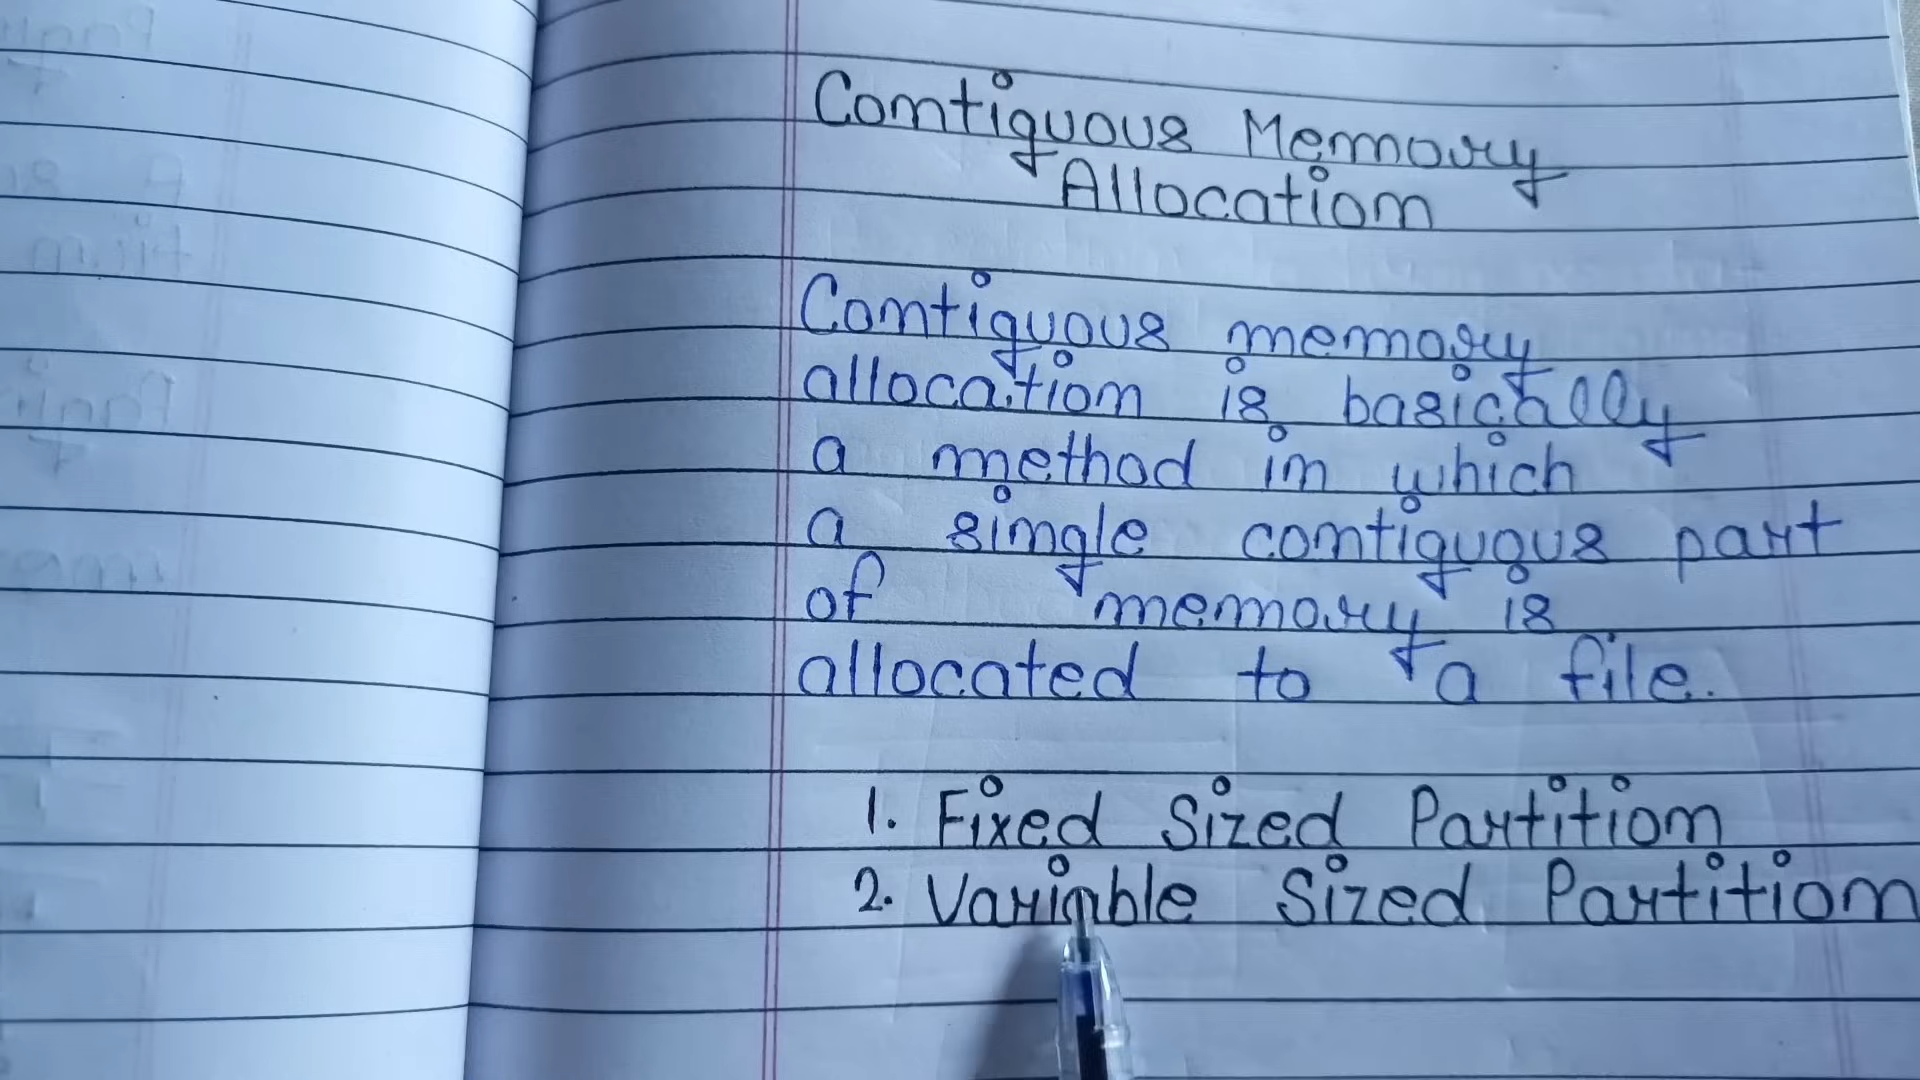 Contiguous Memory
Allocation
Contiguous memory
allocation is basically
a method in which
a single contiguous part
of memory is
allocated to a file.
1. Fixed Sized Partition
2. Variable Sized Partition